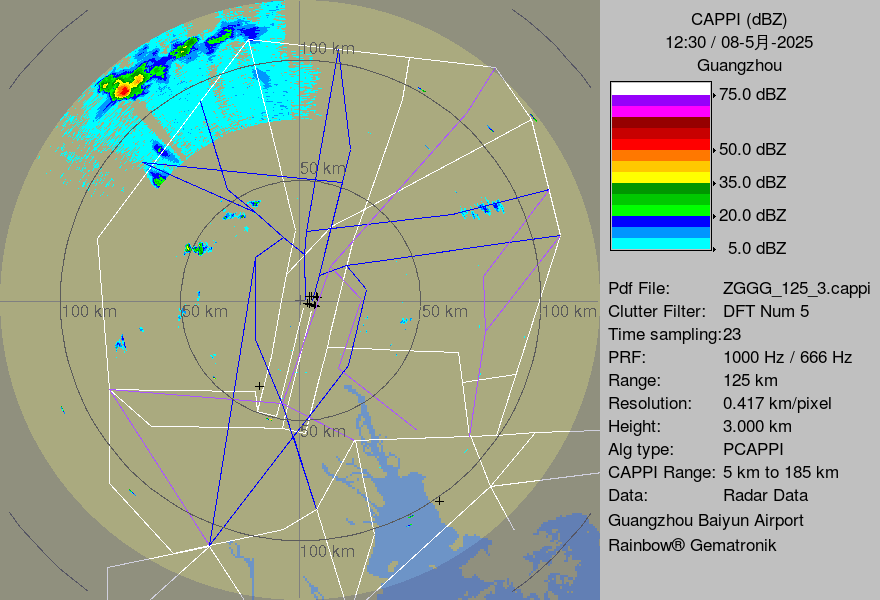 CAPPI (dBZ)
12:30 / 08-5月-2025
Guangzhou
75.0 dBZ
50.0 dBZ
35.0 dBZ
20.0 dBZ
5.0 dBZ
Pdf File: ZGGG_125_3.cappi
Clutter Filter: DFT Num 5
Time sampling:23
PRF: 1000 Hz / 666 Hz
Range: 125 km
Resolution: 0.417 km/pixel
Height: 3.000 km
Alg type: PCAPPI
CAPPI Range: 5 km to 185 km
Data: Radar Data
Guangzhou Baiyun Airport
Rainbow® Gematronik
100 km
50 km
100 km
50 km
50 km
100 km
50 km
100 km